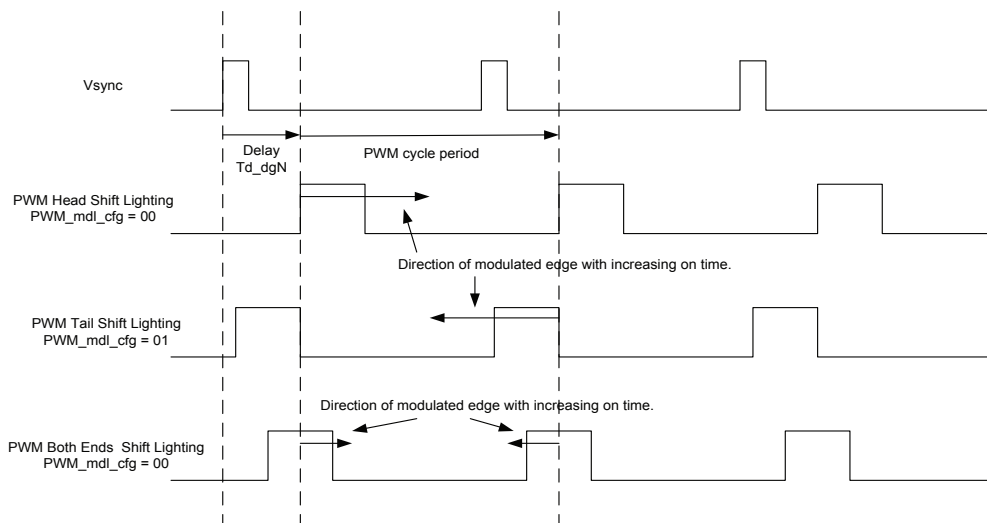 Vsync
Delay
Td_dgN
PWM cycle period
PWM Head Shift Lighting
PWM_mdl_cfg = 00
Direction of modulated edge with increasing on time.
PWM Tail Shift Lighting
PWM_mdl_cfg = 01
Direction of modulated edge with increasing on time.
PWM Both Ends  Shift Lighting
PWM_mdl_cfg = 00